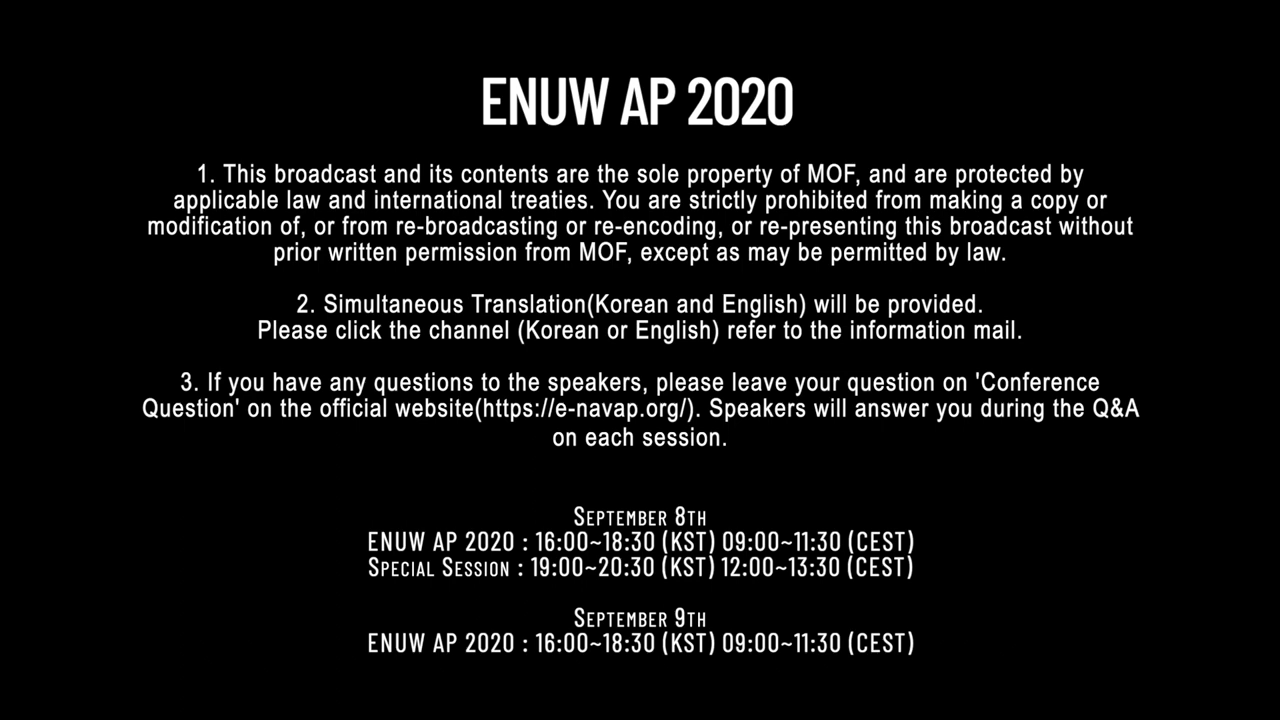 ENUW AP 2020
1. This broadcast and its contents are the sole property of MOF, and are protected by
applicable law and international treaties. You are strictly prohibited from making a copy or
modification of, or from re-broadcasting or re-encoding, or re-presenting this broadcast without
prior written permission from MOF, except as may be permitted by law.
2. Simultaneous Translation(Korean and English) will be provided.
Please click the channel (Korean or English) refer to the information mail.
3. If you have any questions to the speakers, please leave your question on 'Conference
Question' on the official website(https://e-navap.org/). Speakers will answer you during the Q&A
on each session.
September 8th
ENUW AP 2020 : 16:00~18:30 (KST) 09:00~11:30 (CEST)
Special Session : 19:00~20:30 (KST) 12:00~13:30 (CEST)
September 9th
ENUW AP 2020 : 16:00~18:30 (KST) 09:00~11:30 (CEST)